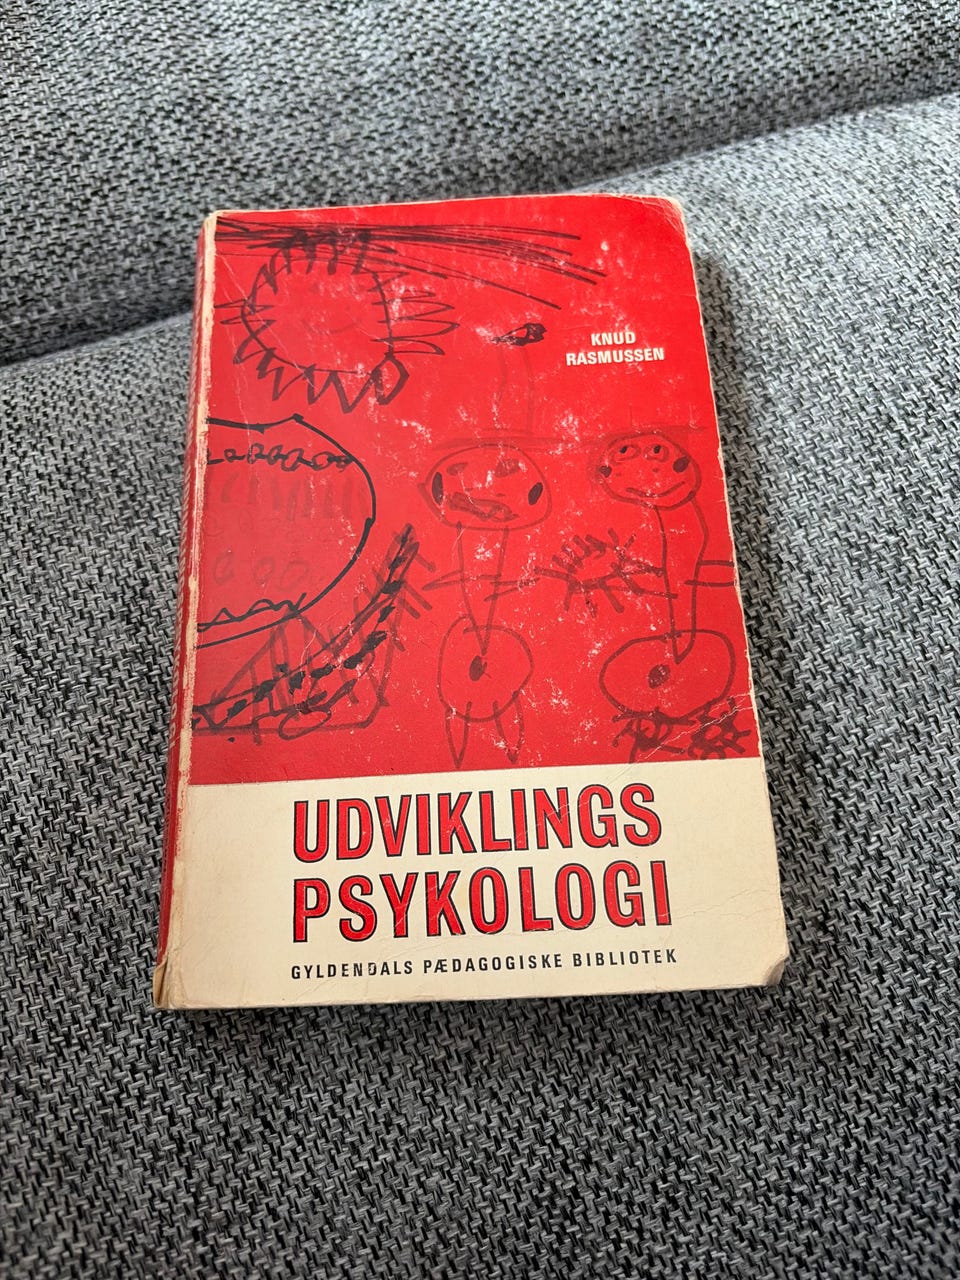 KNUD
RASMUSSEN
UDVIKLINGS
PSYKOLOGI
GYLDENDALS PÆDAGOGISKE BIBLIOTEK